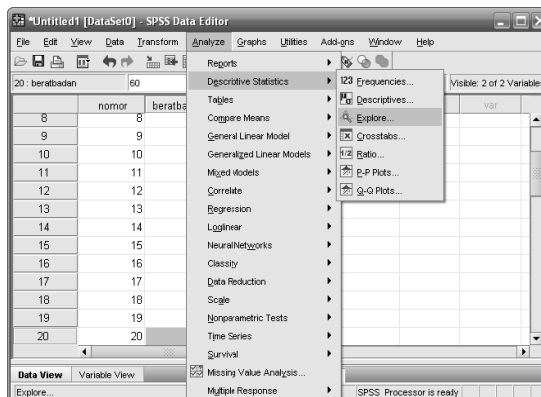 *Untitled1 [DataSet0] - SPSS Data Editor
File Edit View Data Transform Analyze Graphs Utilities Add-ons Window Help
20 : beratbadan 60 Visible: 2 of 2 Variables
nomor beratba var
8 8
9 9
10 10
11 11
12 12
13 13
14 14
15 15
16 16
17 17
18 18
19 19
20 20
Reports
Descriptive Statistics
Tables
Compare Means
General Linear Model
Generalized Linear Models
Mixed Models
Correlate
Regression
Loglinear
NeuralNetworks
Classify
Data Reduction
Scale
Nonparametric Tests
Time Series
Survival
Missing Value Analysis...
Multiple Response
123 Frequencies...
Descriptives...
Explore...
Crosstabs...
1/2 Ratio...
P-P Plots...
Q-Q Plots...
Data View Variable View
Explore... SPSS Processor is ready